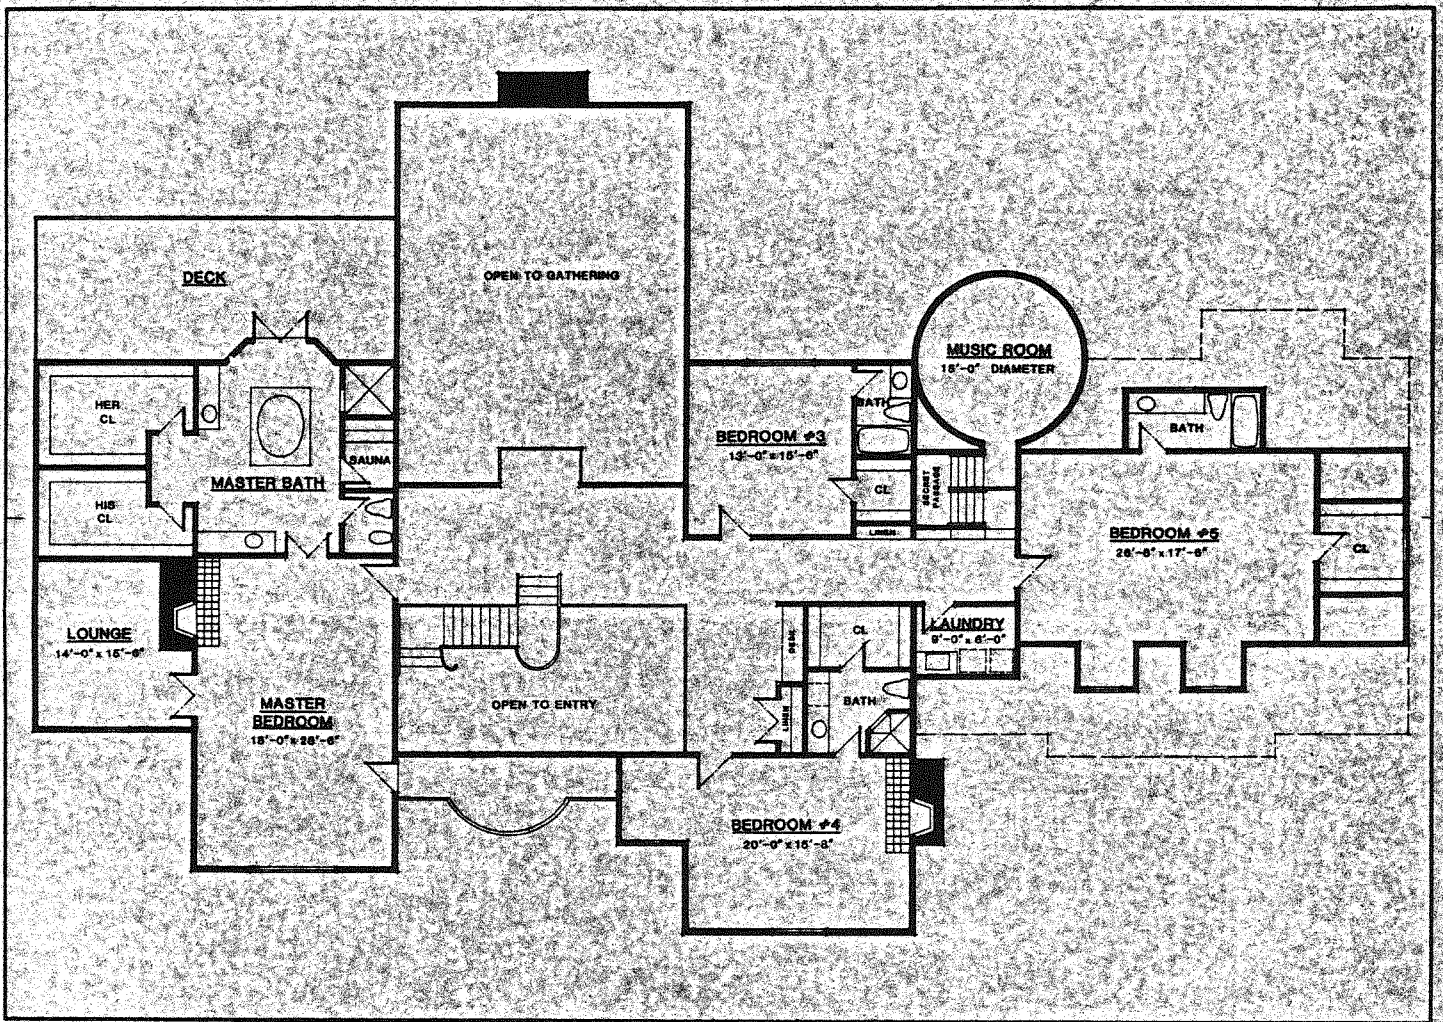 DECK
OPEN TO GATHERING
MUSIC ROOM
15'-0" DIAMETER
HER
CL
BATH
BATH
BEDROOM #3
13'-0" x 15'-6"
SAUNA
MASTER BATH
CL
SECRET
PASSAGE
HIS
CL
LINEN
BEDROOM #5
26'-6" x 17'-6"
CL
LOUNGE
14'-0" x 15'-6"
CL
LAUNDRY
9'-0" x 6'-0"
DESK
MASTER
BEDROOM
18'-0" x 28'-6"
OPEN TO ENTRY
LINEN
BATH
BEDROOM #4
20'-0" x 15'-8"